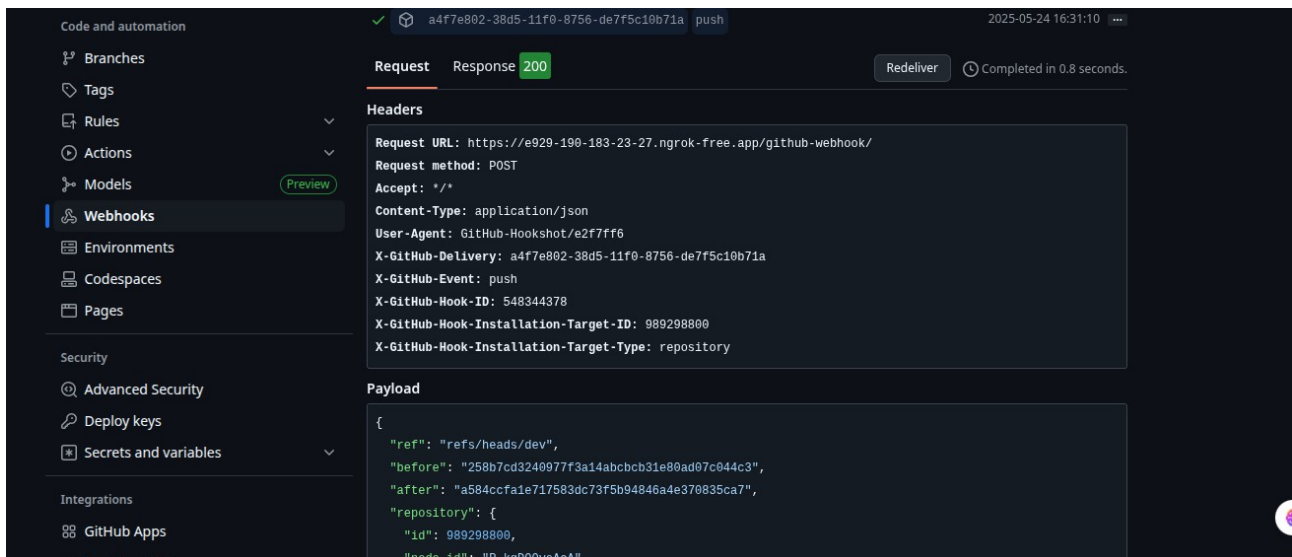 Code and automation
Branches
Tags
Rules
Actions
Models Preview
Webhooks
Environments
Codespaces
Pages
Security
Advanced Security
Deploy keys
Secrets and variables
Integrations
GitHub Apps
a4f7e802-38d5-11f0-8756-de7f5c10b71a push 2025-05-24 16:31:10
Request Response 200 Redeliver Completed in 0.8 seconds.
Headers
Request URL: https://e929-190-183-23-27.ngrok-free.app/github-webhook/
Request method: POST
Accept: */*
Content-Type: application/json
User-Agent: GitHub-Hookshot/e2f7ff6
X-GitHub-Delivery: a4f7e802-38d5-11f0-8756-de7f5c10b71a
X-GitHub-Event: push
X-GitHub-Hook-ID: 548344378
X-GitHub-Hook-Installation-Target-ID: 989298800
X-GitHub-Hook-Installation-Target-Type: repository
Payload
{
"ref": "refs/heads/dev",
"before": "258b7cd3240977f3a14abcbcb31e80ad07c044c3",
"after": "a584ccfa1e717583dc73f5b94846a4e370835ca7",
"repository": {
"id": 989298800,